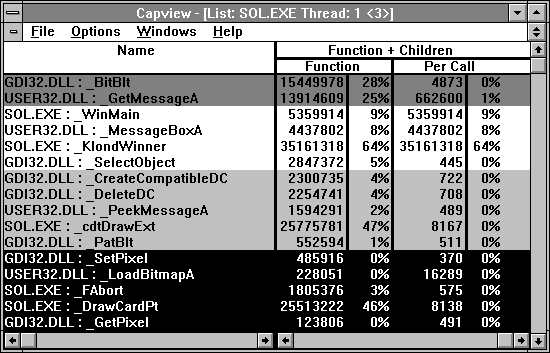 Capview - [List: SOL.EXE Thread: 1 <3>]
File Options Windows Help
Name Function + Children
Function Per Call
GDI32.DLL : _BitBlt 15449978 28% 4873 0%
USER32.DLL : _GetMessageA 13914609 25% 662600 1%
SOL.EXE : _WinMain 5359914 9% 5359914 9%
USER32.DLL : _MessageBoxA 4437802 8% 4437802 8%
SOL.EXE : _KlondWinner 35161318 64% 35161318 64%
GDI32.DLL : _SelectObject 2847372 5% 445 0%
GDI32.DLL : _CreateCompatibleDC 2300735 4% 722 0%
GDI32.DLL : _DeleteDC 2254741 4% 708 0%
USER32.DLL : _PeekMessageA 1594291 2% 489 0%
SOL.EXE : _cdtDrawExt 25775781 47% 8167 0%
GDI32.DLL : _PatBlt 552594 1% 511 0%
GDI32.DLL : _SetPixel 485916 0% 370 0%
USER32.DLL : _LoadBitmapA 228051 0% 16289 0%
SOL.EXE : _FAbort 1805376 3% 575 0%
SOL.EXE : _DrawCardPt 25513222 46% 8138 0%
GDI32.DLL : _GetPixel 123806 0% 491 0%